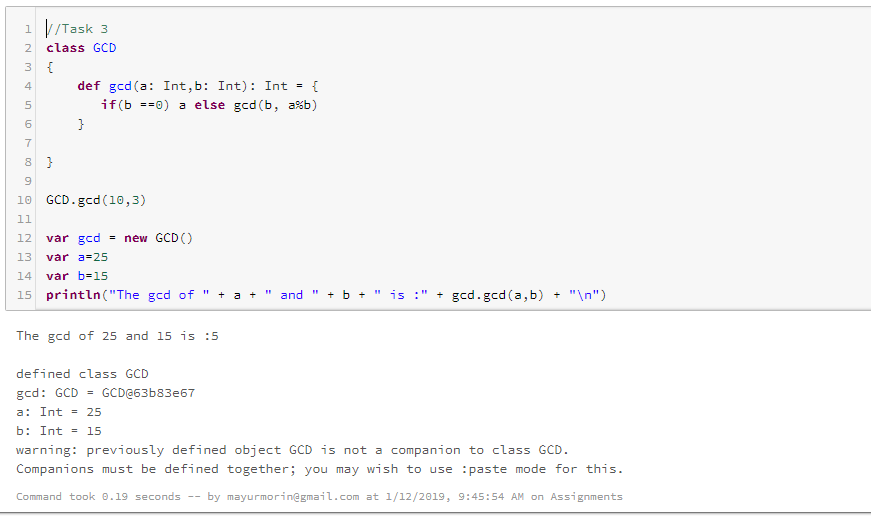 1 //Task 3
2 class GCD
3 {
4 def gcd(a: Int,b: Int): Int = {
5 if(b ==0) a else gcd(b, a%b)
6 }
7
8 }
9
10 GCD.gcd(10,3)
11
12 var gcd = new GCD()
13 var a=25
14 var b=15
15 println("The gcd of " + a + " and " + b + " is :" + gcd.gcd(a,b) + "\n")
The gcd of 25 and 15 is :5
defined class GCD
gcd: GCD = GCD@63b83e67
a: Int = 25
b: Int = 15
warning: previously defined object GCD is not a companion to class GCD.
Companions must be defined together; you may wish to use :paste mode for this.
Command took 0.19 seconds -- by mayurmorin@gmail.com at 1/12/2019, 9:45:54 AM on Assignments